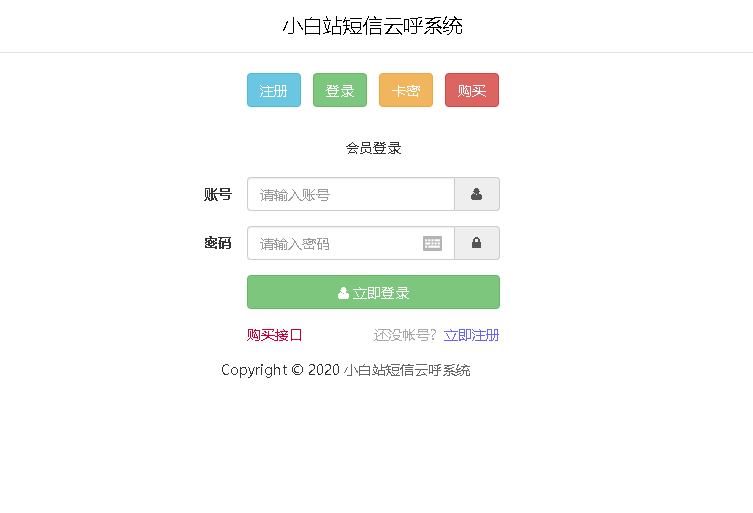 小白站短信云呼系统
注册 登录 卡密 购买
会员登录
账号 请输入账号
密码 请输入密码
立即登录
购买接口 还没帐号？立即注册
Copyright © 2020 小白站短信云呼系统